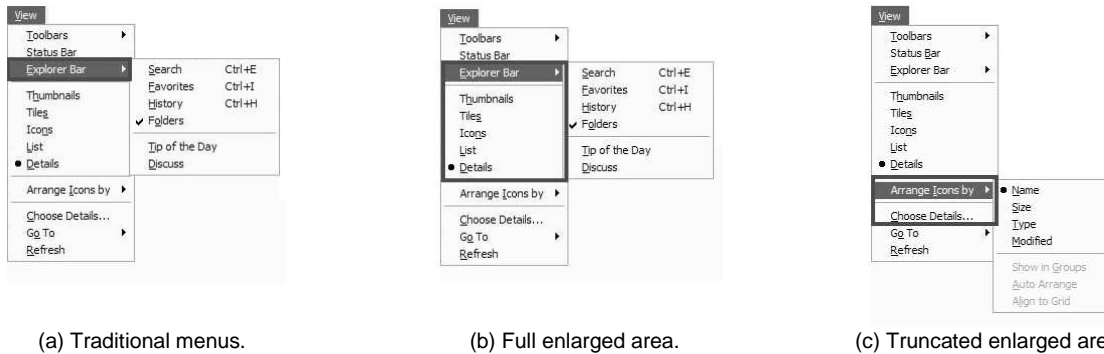 View
Toolbars
Status Bar
Explorer Bar
Thumbnails
Tiles
Icons
List
Details
Arrange Icons by
Choose Details...
Go To
Refresh
Search Ctrl+E
Favorites Ctrl+I
History Ctrl+H
Folders
Tip of the Day
Discuss
(a) Traditional menus.
View
Toolbars
Status Bar
Explorer Bar
Thumbnails
Tiles
Icons
List
Details
Arrange Icons by
Choose Details...
Go To
Refresh
Search Ctrl+E
Favorites Ctrl+I
History Ctrl+H
Folders
Tip of the Day
Discuss
(b) Full enlarged area.
View
Toolbars
Status Bar
Explorer Bar
Thumbnails
Tiles
Icons
List
Details
Arrange Icons by
Choose Details...
Go To
Refresh
Name
Size
Type
Modified
Show in Groups
Auto Arrange
Align to Grid
(c) Truncated enlarged are